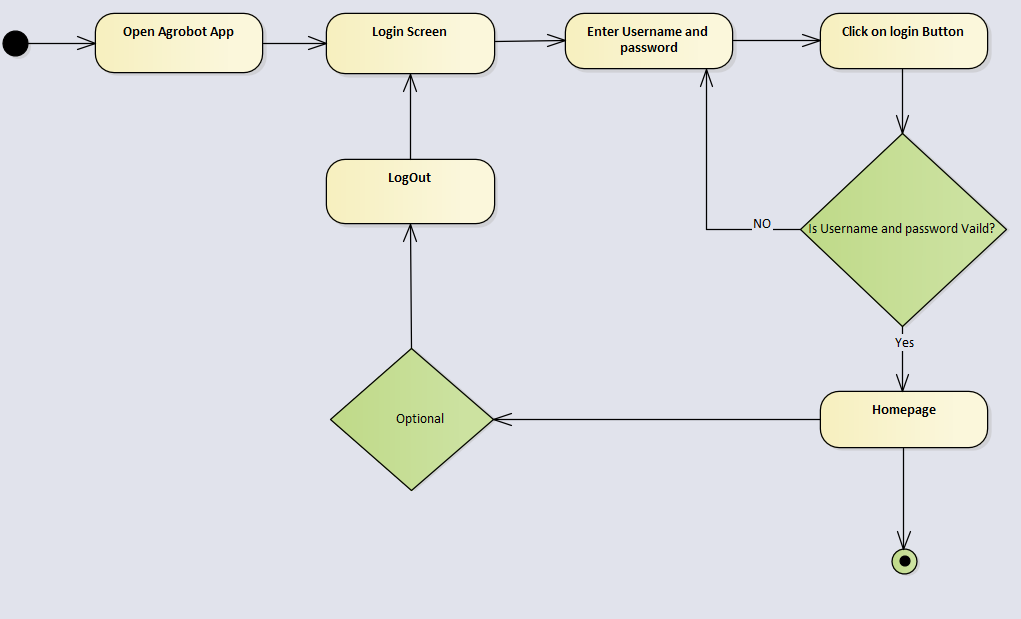 Open Agrobot App
Login Screen
Enter Username and
password
Click on login Button
LogOut
NO
Is Username and password Vaild?
Yes
Optional
Homepage